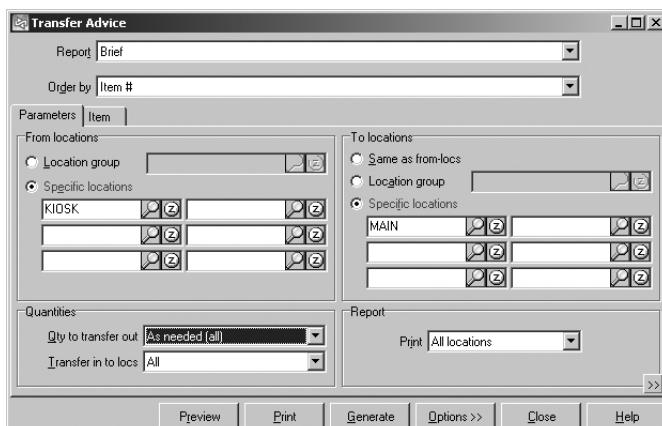 Transfer Advice
Report Brief
Order by Item #
Parameters Item
From locations
Location group
Specific locations
KIOSK
To locations
Same as from-locs
Location group
Specific locations
MAIN
Quantities
Qty to transfer out As needed (all)
Transfer in to locs All
Report
Print All locations
>>
Preview Print Generate Options >> Close Help